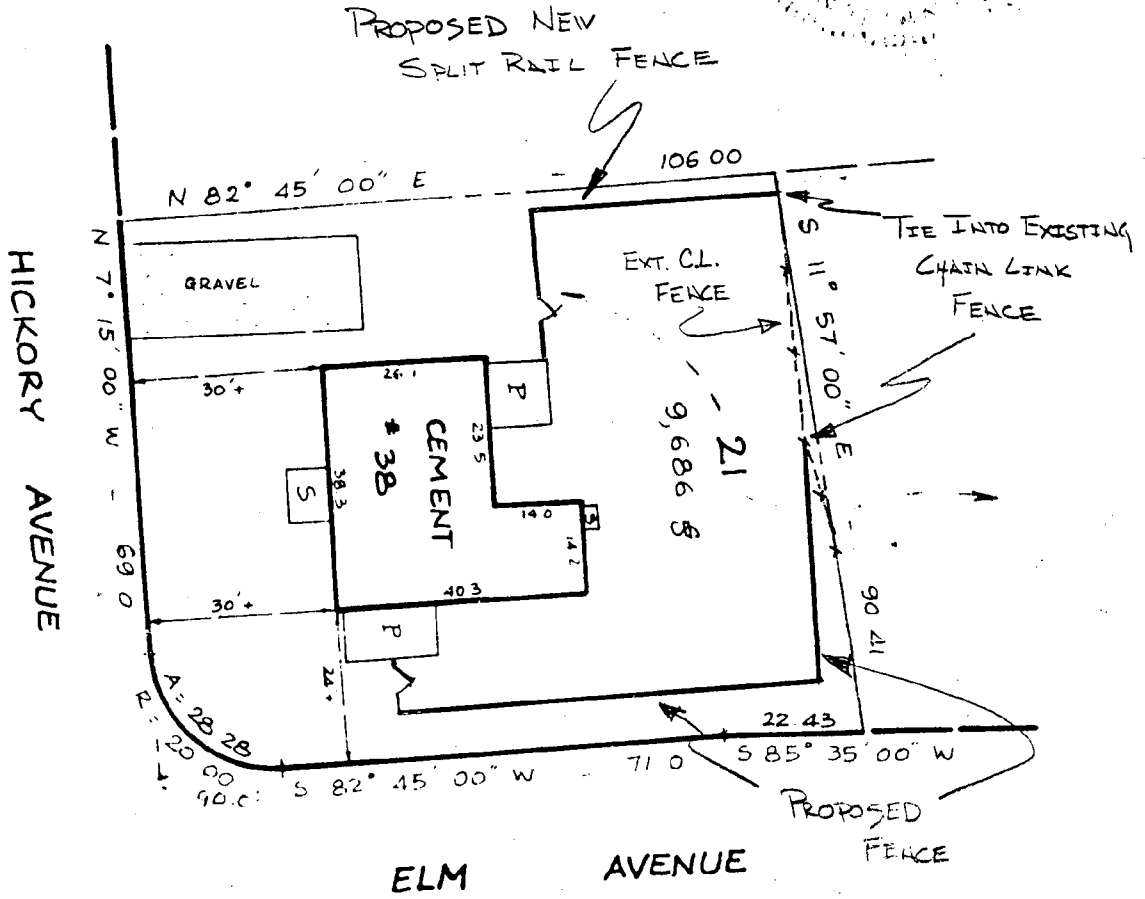 PROPOSED NEW
SPLIT RAIL FENCE
106 00
N 82° 45' 00" E
TIE INTO EXISTING
CHAIN LINK
FENCE
EXT. C.L.
FENCE
S 11° 57' 00" E
90 41
GRAVEL
HICKORY AVENUE
N 7° 15' 00" W - 69 0
30'+
26.1
P
23 5
CEMENT
# 38
38 3
S
14 0
S
14 2
40 3
21
9,686
30'+
P
24+
A = 28 28
R = 20 00
S 82° 45' 00" W - 71 0
22.43
S 85° 35' 00" W
PROPOSED
FENCE
ELM AVENUE